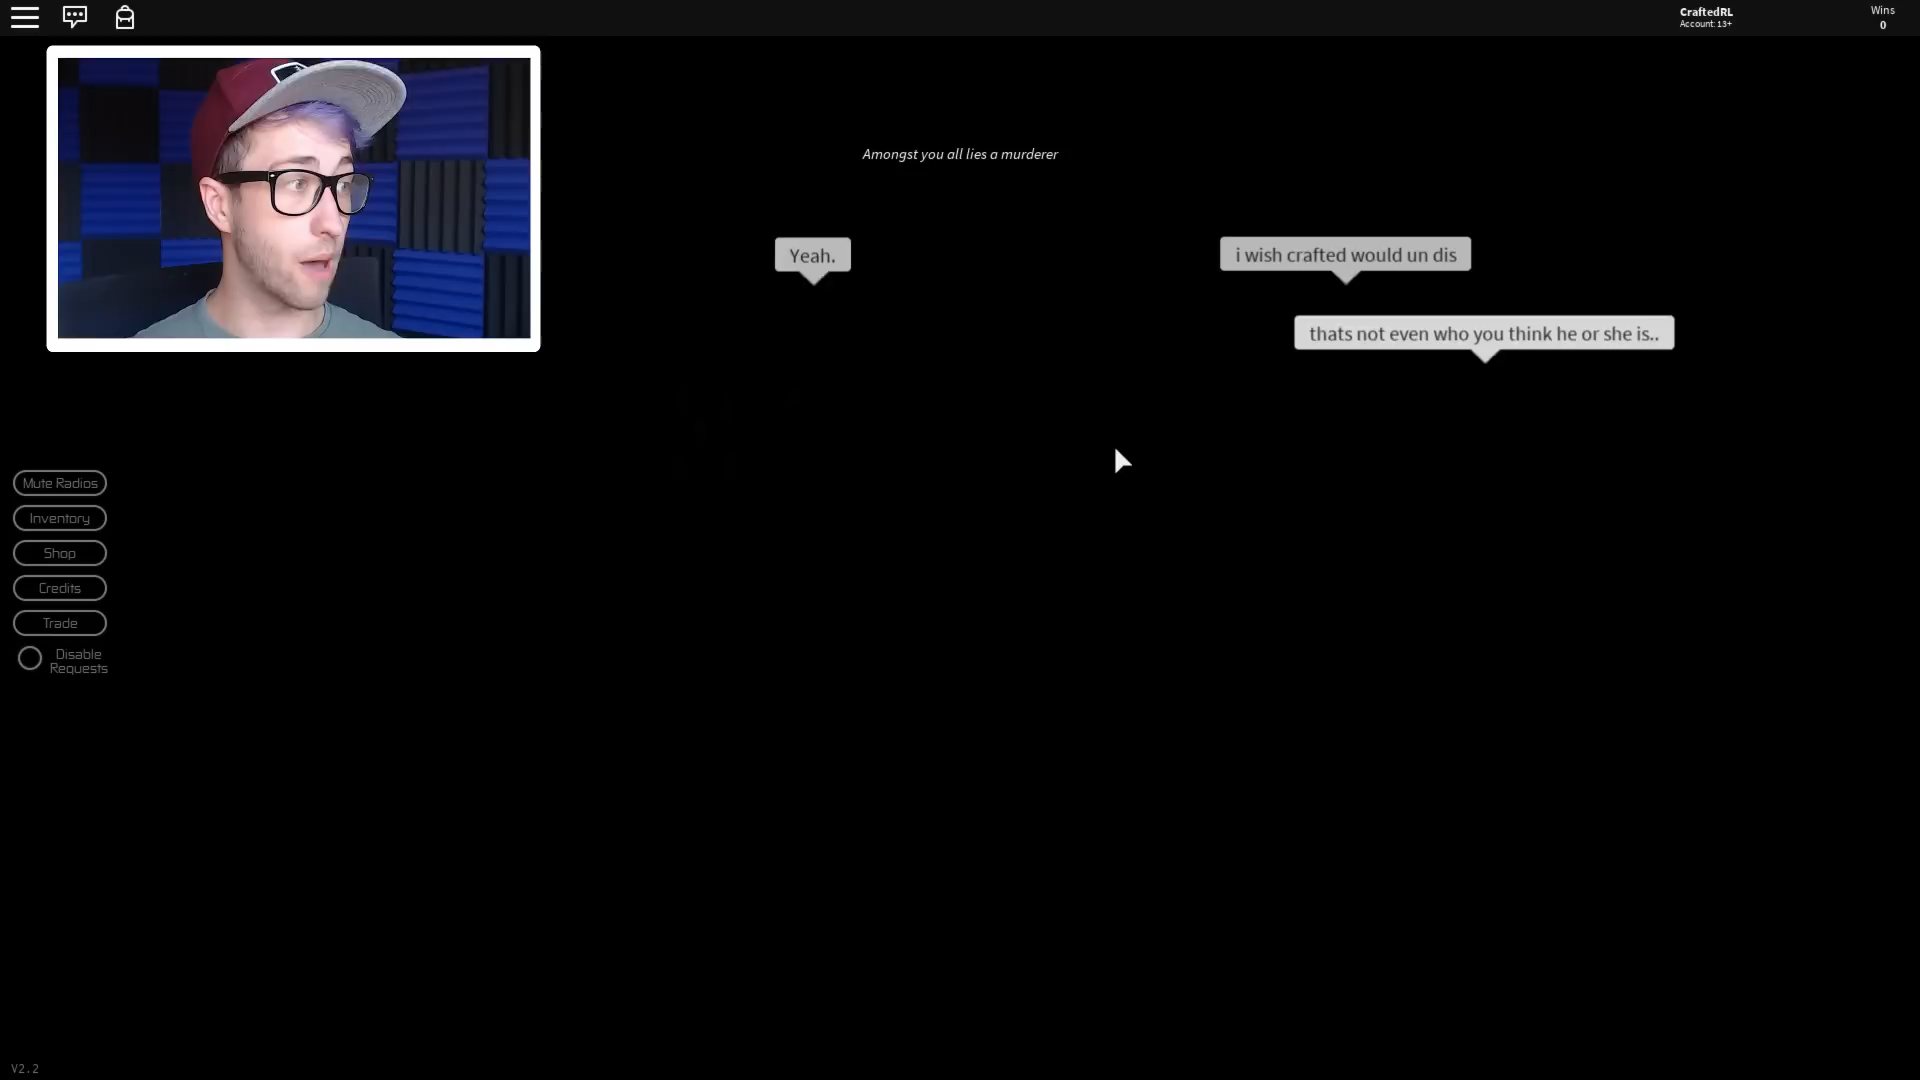 CraftedRL
Account: 13+
Wins
0
Amongst you all lies a murderer
Yeah.
i wish crafted would un dis
thats not even who you think he or she is..
Mute Radios
Inventory
Shop
Credits
Trade
Disable
Requests
V2.2